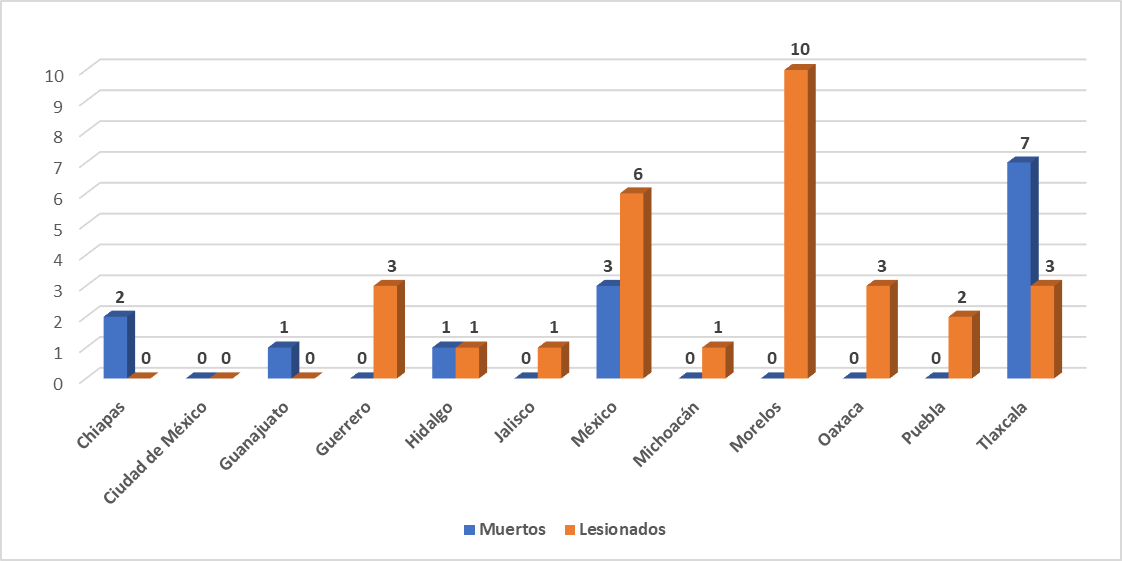 10
9
8
7
6
5
4
3
2
1
0
2 0
0 0
1 0
0 3
1 1
0 1
3 6
0 1
0 10
0 3
0 2
7 3
Chiapas
Ciudad de México
Guanajuato
Guerrero
Hidalgo
Jalisco
México
Michoacán
Morelos
Oaxaca
Puebla
Tlaxcala
Muertos Lesionados